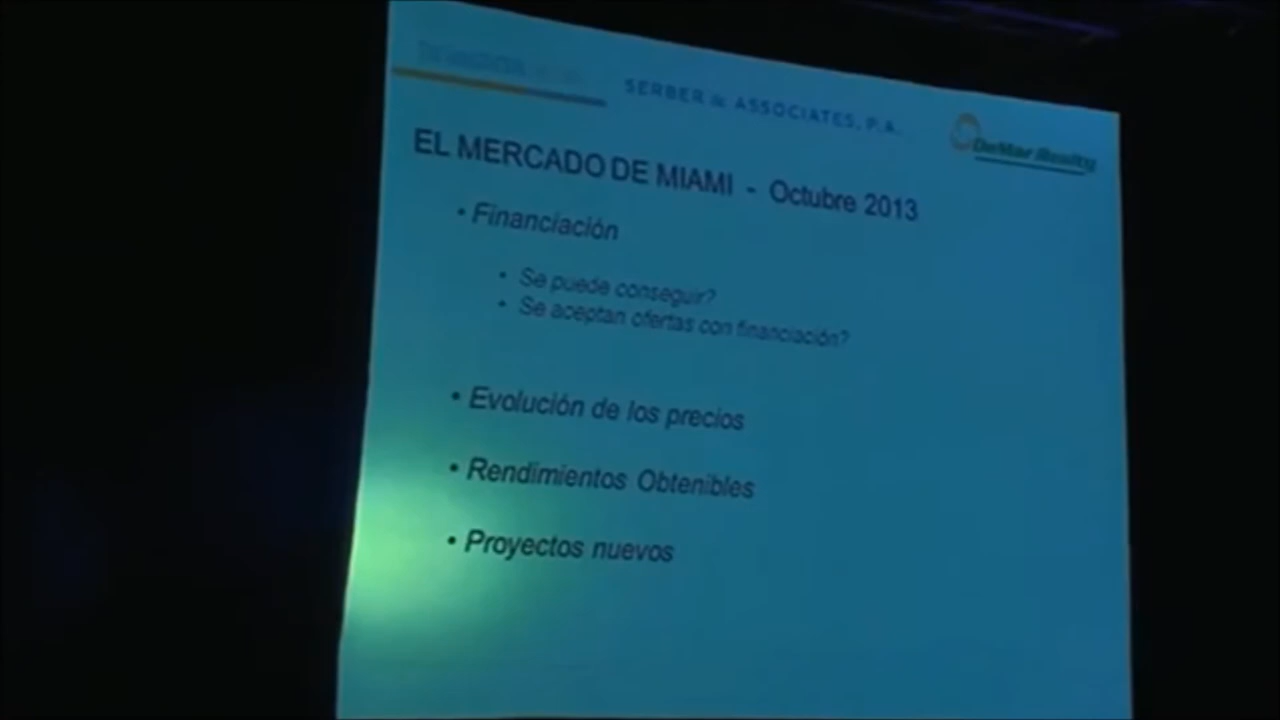 SERBER & ASSOCIATES, P.A.
DeMar Realty
EL MERCADO DE MIAMI - Octubre 2013
• Financiación
• Se puede conseguir?
• Se aceptan ofertas con financiación?
• Evolución de los precios
• Rendimientos Obtenibles
• Proyectos nuevos